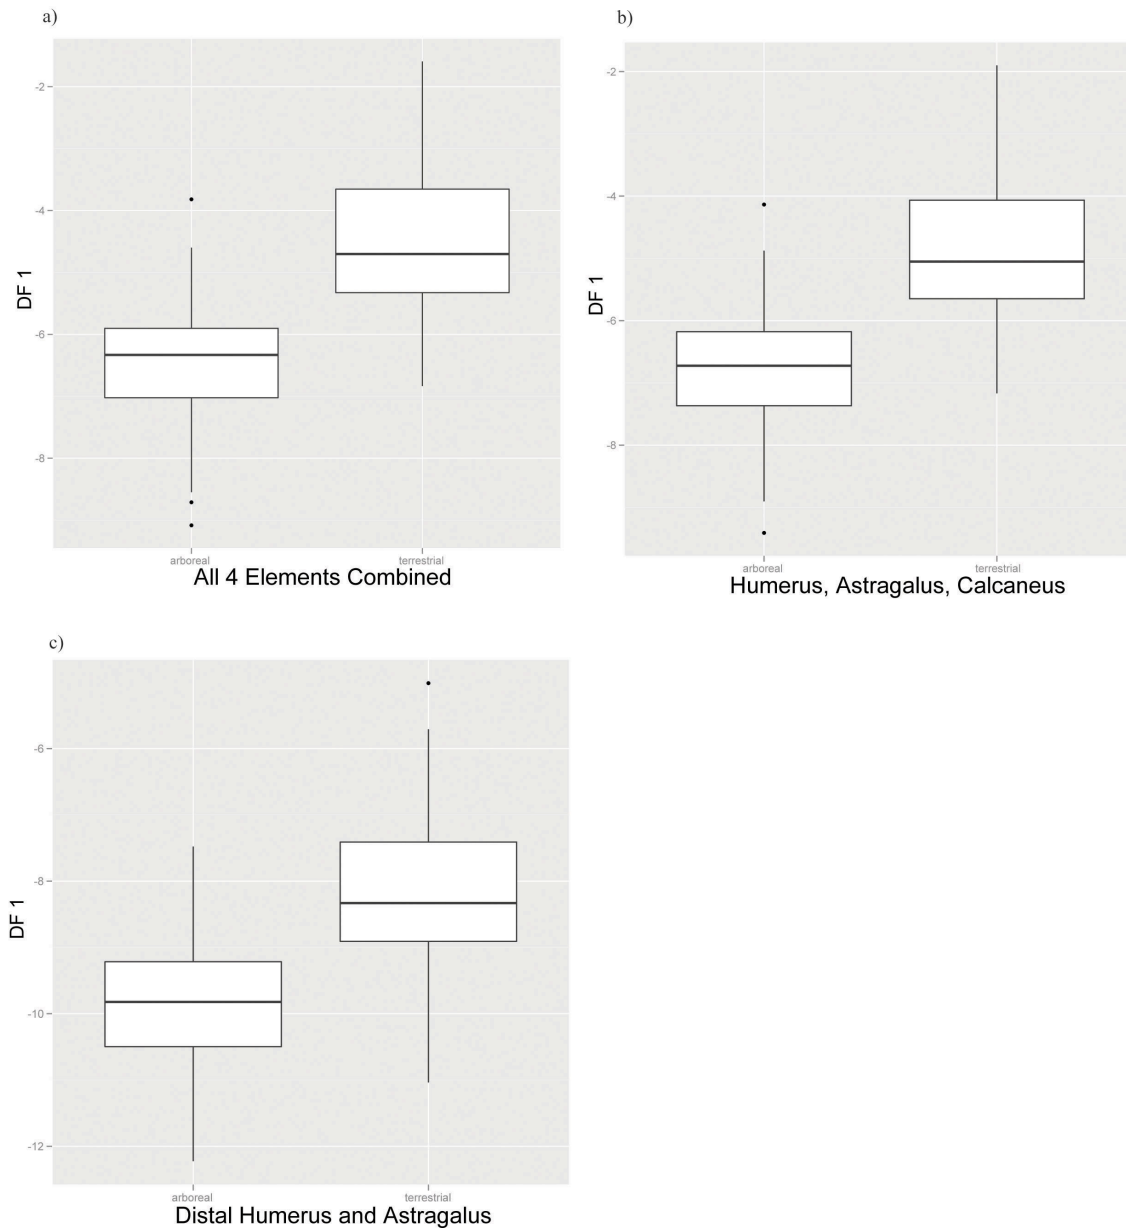 a)
-2
-4
-6
-8
DF 1
arboreal terrestrial
All 4 Elements Combined
b)
-2
-4
-6
-8
DF 1
arboreal terrestrial
Humerus, Astragalus, Calcaneus
c)
-6
-8
-10
-12
DF 1
arboreal terrestrial
Distal Humerus and Astragalus